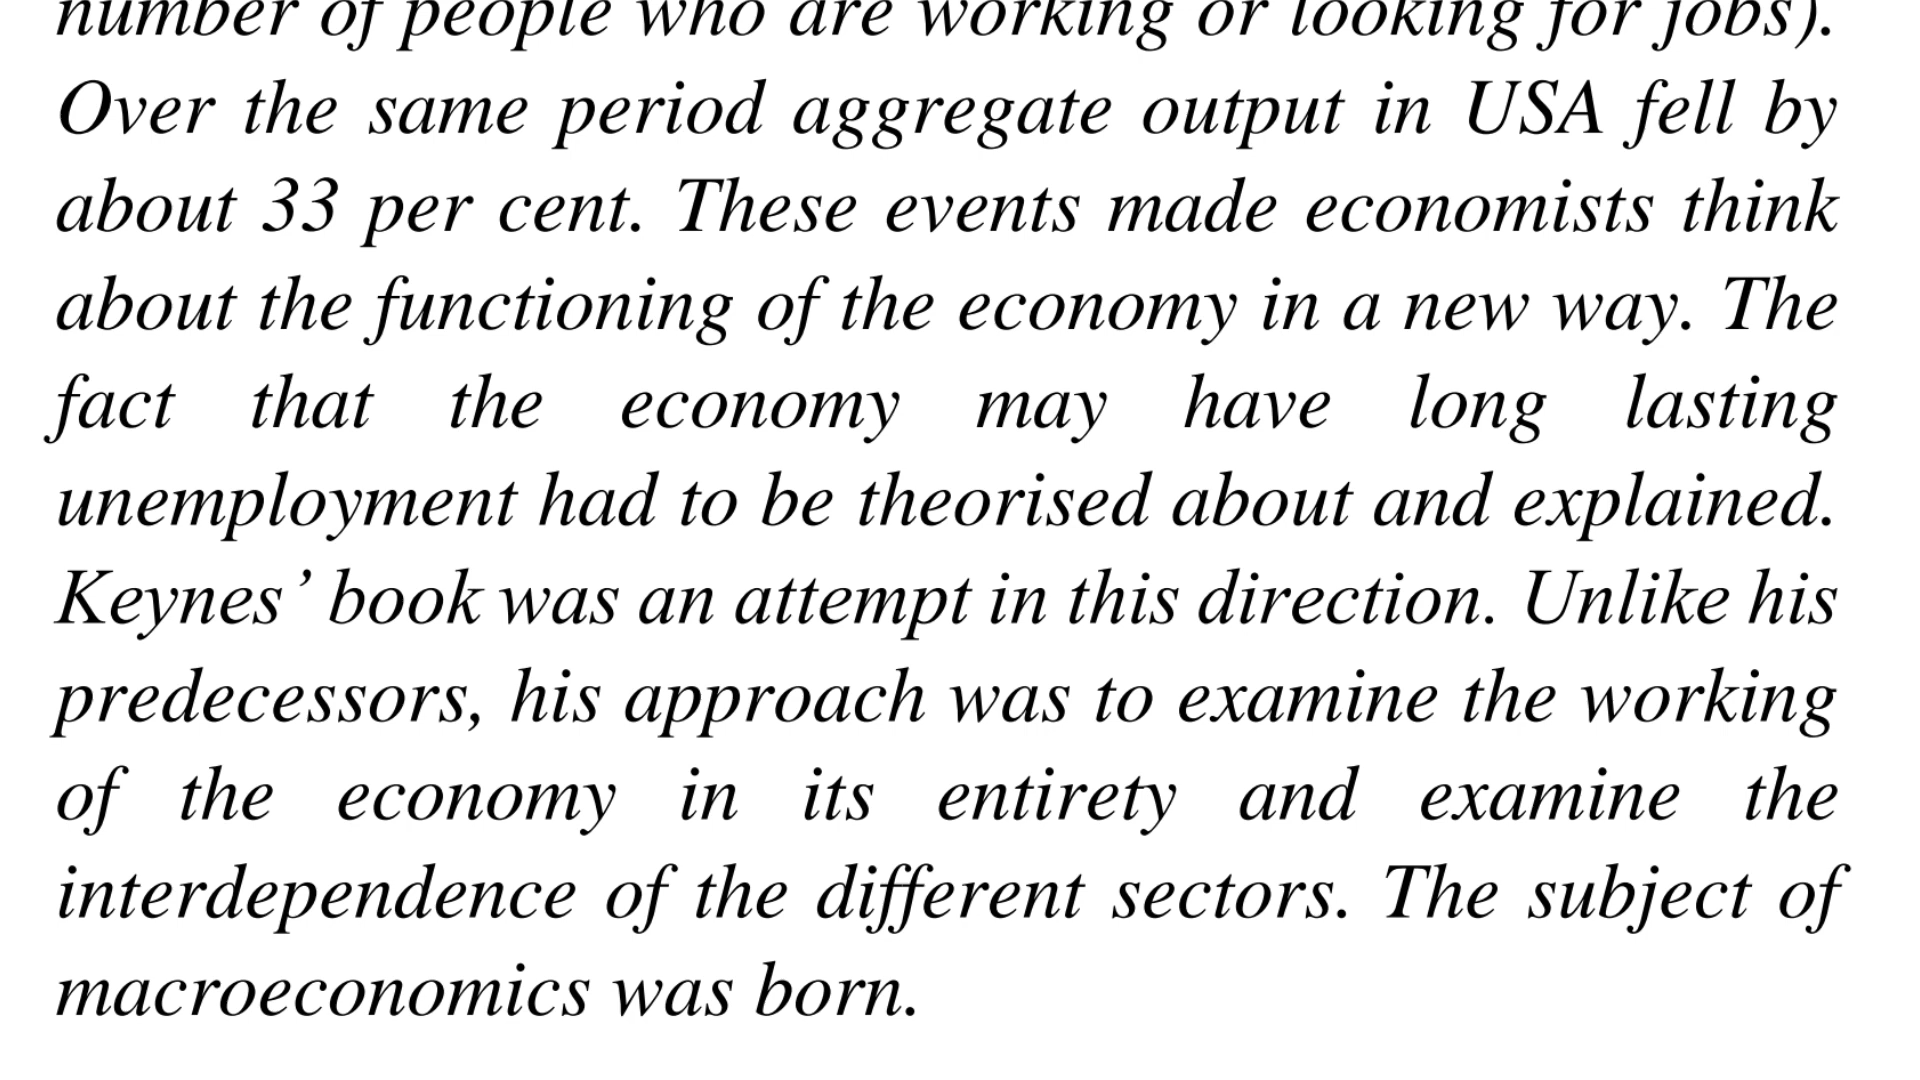 number of people who are working or looking for jobs).
Over the same period aggregate output in USA fell by
about 33 per cent. These events made economists think
about the functioning of the economy in a new way. The
fact that the economy may have long lasting
unemployment had to be theorised about and explained.
Keynes’ book was an attempt in this direction. Unlike his
predecessors, his approach was to examine the working
of the economy in its entirety and examine the
interdependence of the different sectors. The subject of
macroeconomics was born.